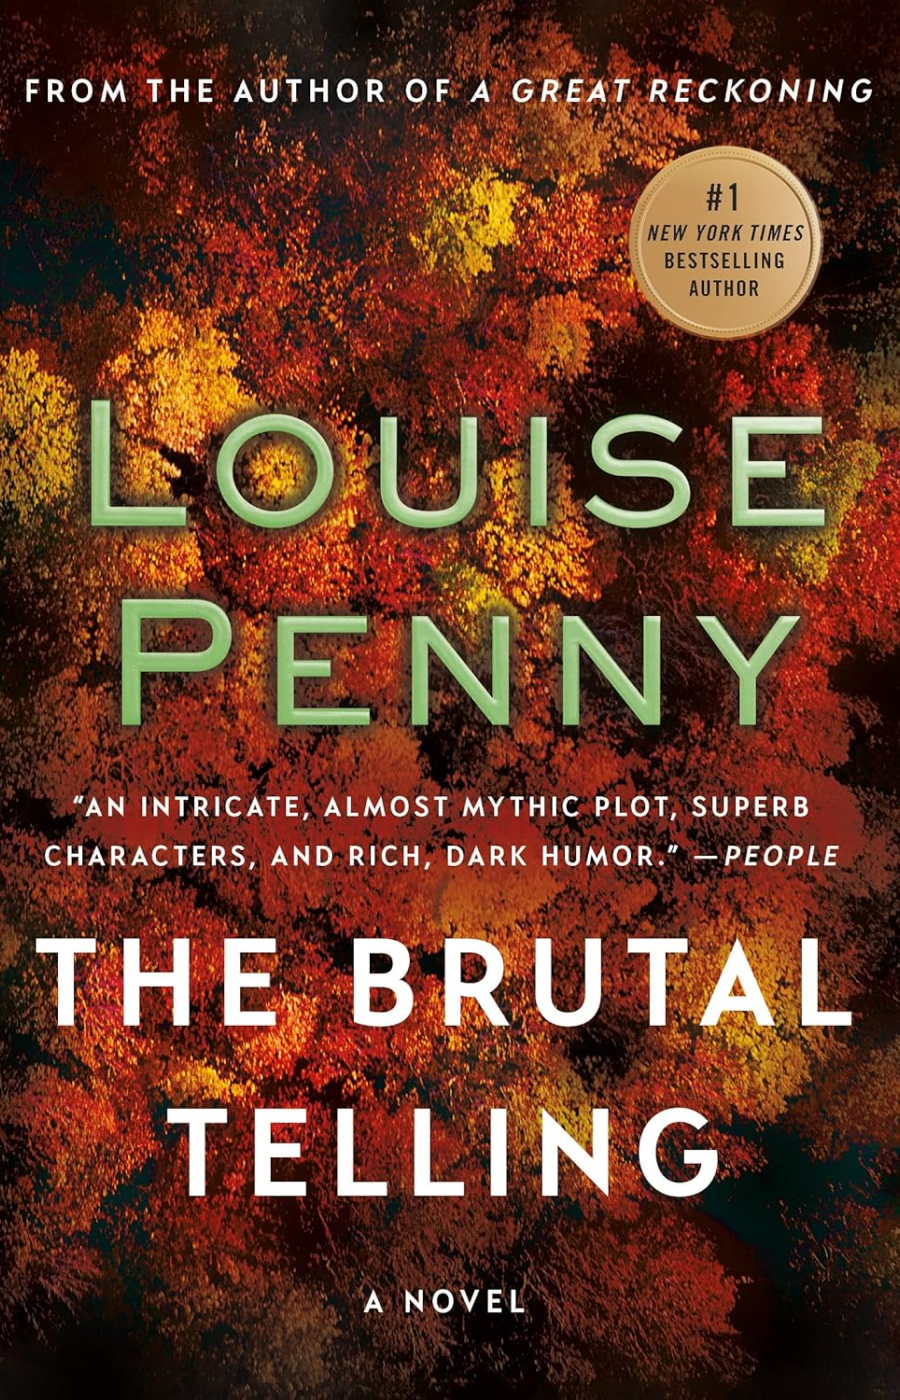 FROM THE AUTHOR OF A GREAT RECKONING
#1
NEW YORK TIMES
BESTSELLING
AUTHOR
LOUISE
PENNY
“AN INTRICATE, ALMOST MYTHIC PLOT, SUPERB
CHARACTERS, AND RICH, DARK HUMOR.” —PEOPLE
THE BRUTAL
TELLING
A NOVEL